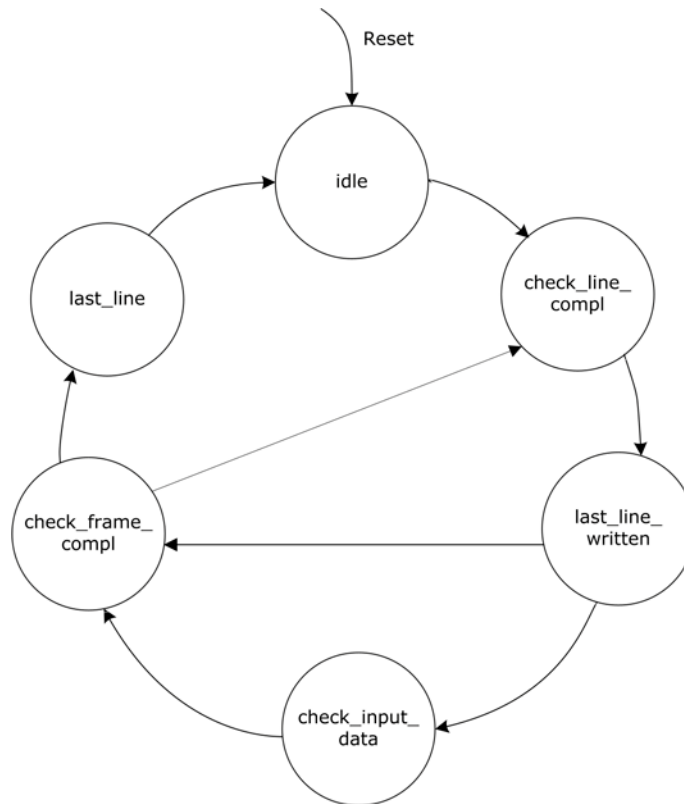 Reset
idle
check_line_
compl
last_line
last_line_
written
check_frame_
compl
check_input_
data